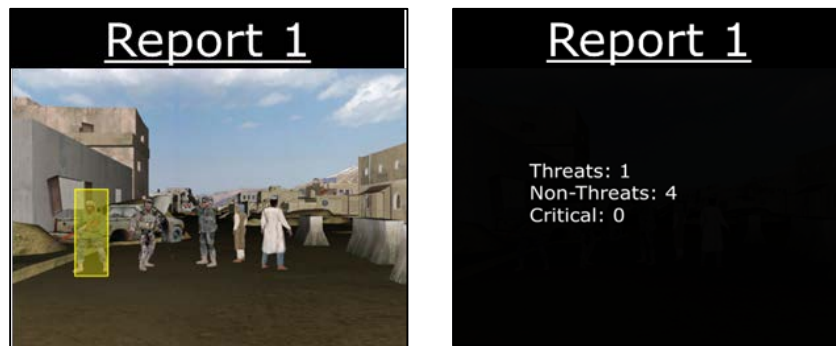 Report 1
Report 1
Threats: 1
Non-Threats: 4
Critical: 0